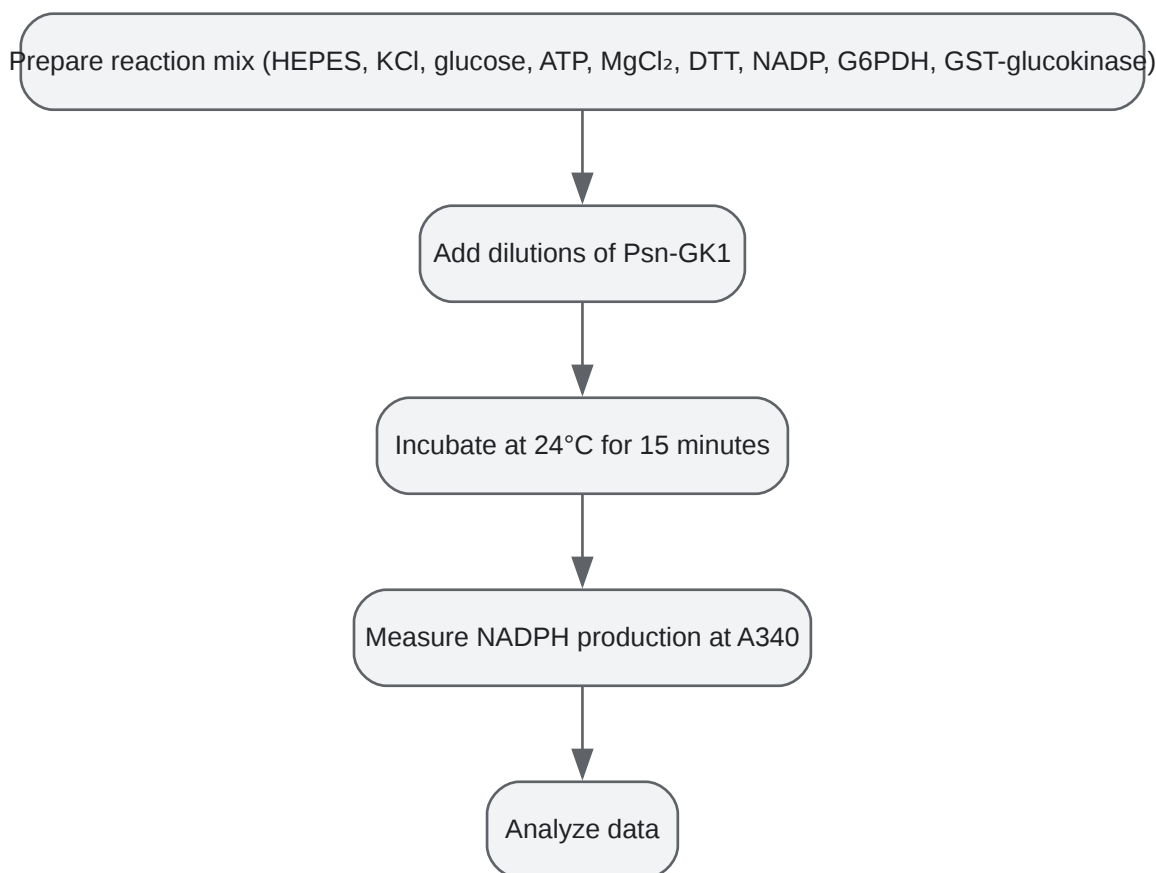 Prepare reaction mix (HEPES, KCl, glucose, ATP, MgCl₂, DTT, NADP, G6PDH, GST-glucokinase)
Add dilutions of Psn-GK1
Incubate at 24°C for 15 minutes
Measure NADPH production at A340
Analyze data